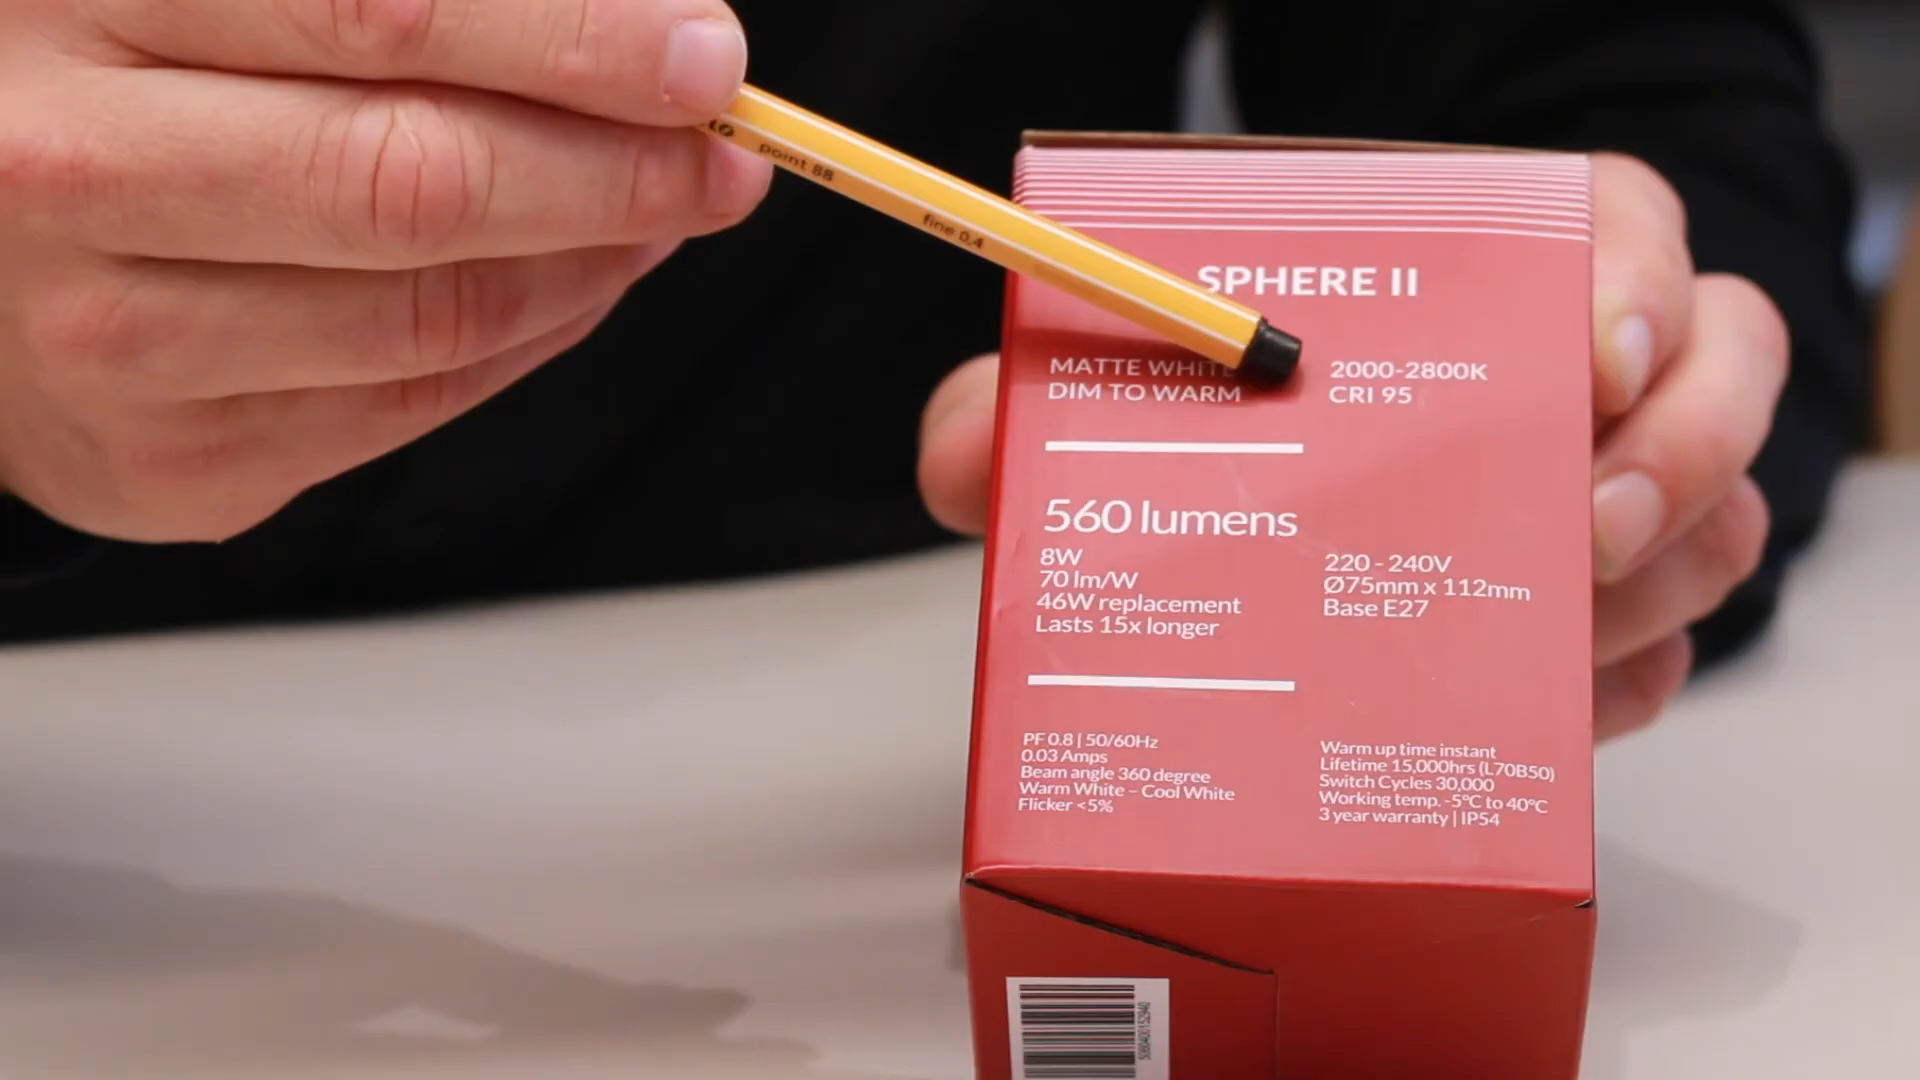 point 88
fine 0.4
SPHERE II
MATTE WHITE
DIM TO WARM
2000-2800K
CRI 95
560 lumens
8W
70 lm/W
46W replacement
Lasts 15x longer
220 - 240V
Ø75mm x 112mm
Base E27
PF 0.8 | 50/60Hz
0.03 Amps
Beam angle 360 degree
Warm White – Cool White
Flicker <5%
Warm up time instant
Lifetime 15,000hrs (L70B50)
Switch Cycles 30,000
Working temp. -5°C to 40°C
3 year warranty | IP54